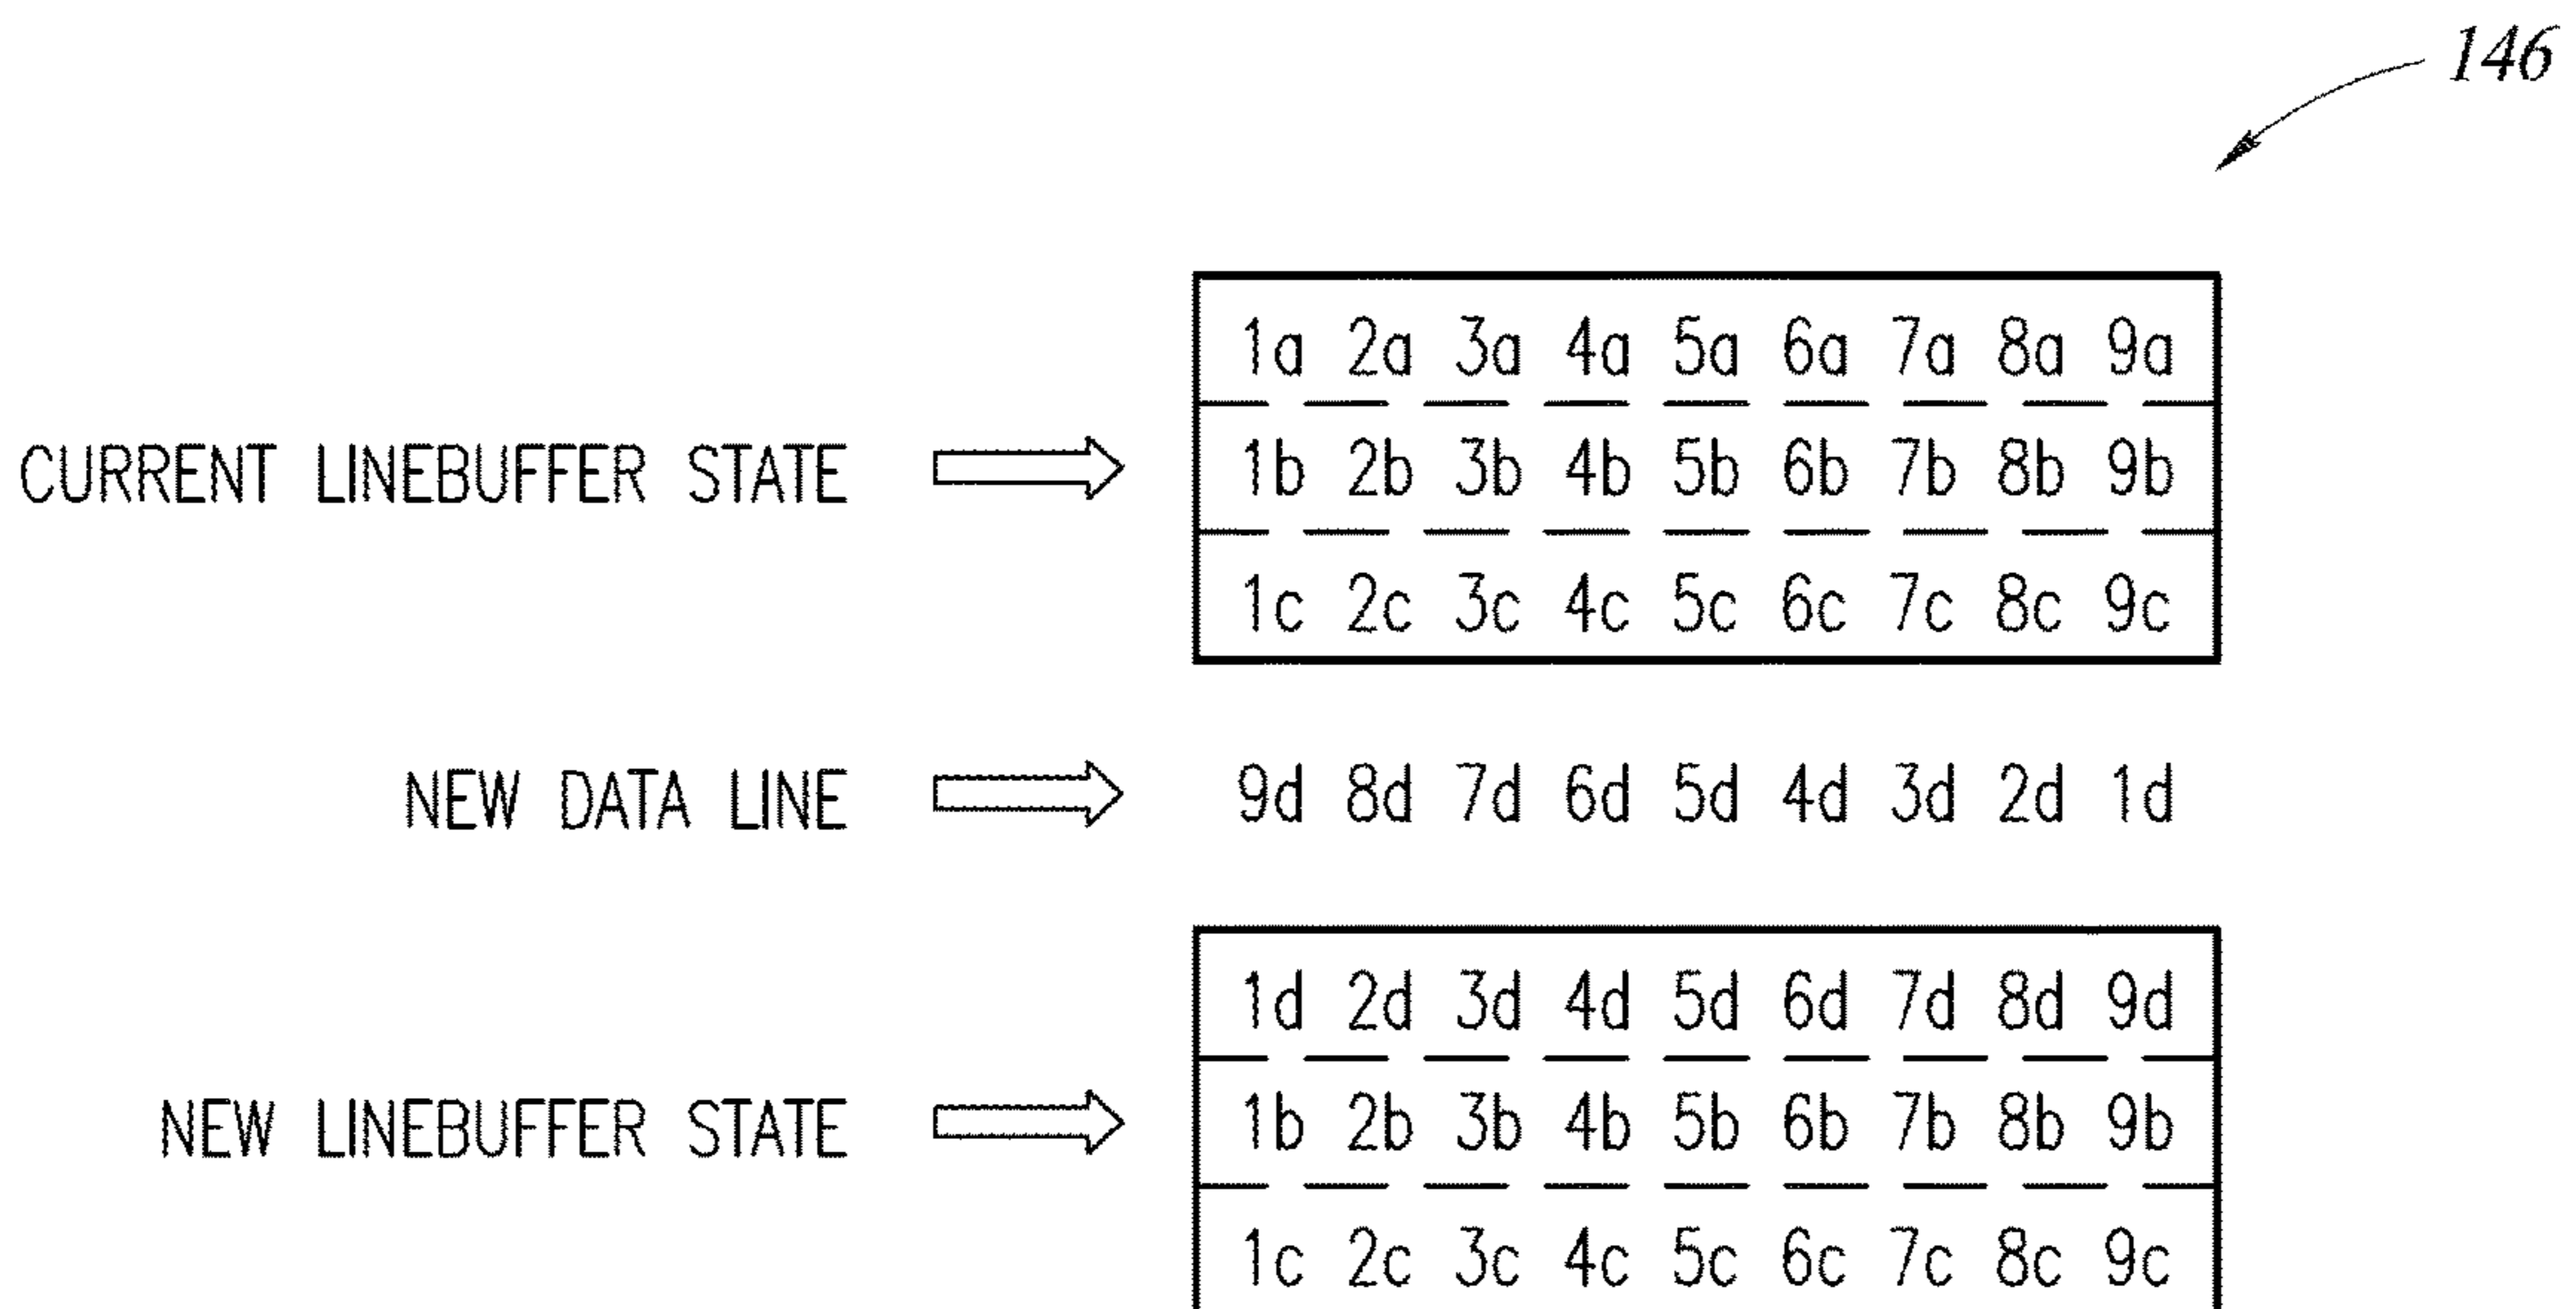 146
1a 2a 3a 4a 5a 6a 7a 8a 9a
CURRENT LINEBUFFER STATE 1b 2b 3b 4b 5b 6b 7b 8b 9b
1c 2c 3c 4c 5c 6c 7c 8c 9c
NEW DATA LINE 9d 8d 7d 6d 5d 4d 3d 2d 1d
1d 2d 3d 4d 5d 6d 7d 8d 9d
NEW LINEBUFFER STATE 1b 2b 3b 4b 5b 6b 7b 8b 9b
1c 2c 3c 4c 5c 6c 7c 8c 9c